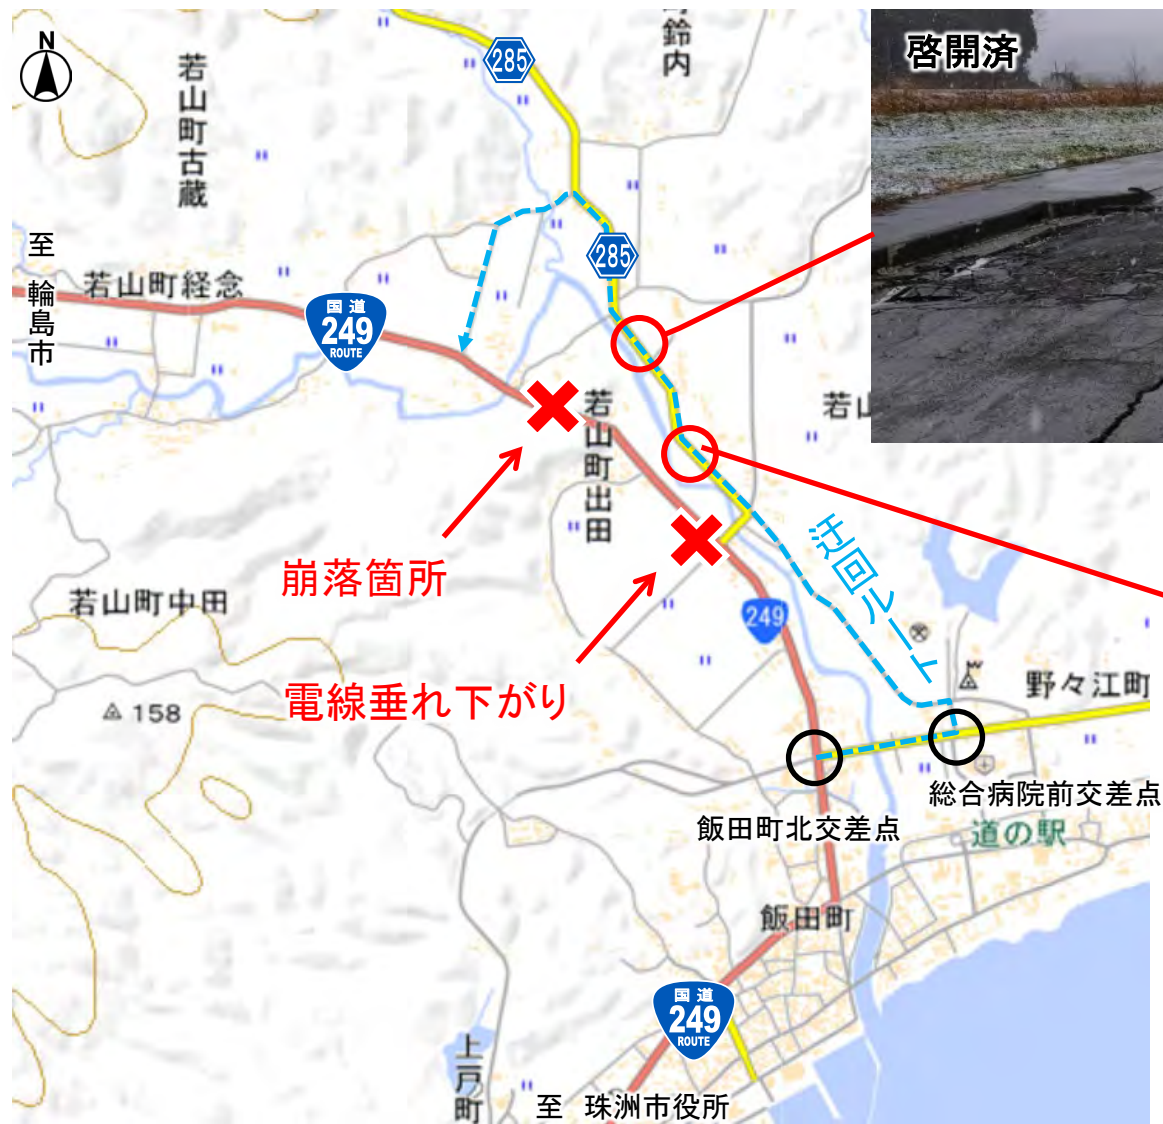 N
啓開済
285
鈴内
若山町古蔵
至
輪島市
若山町経念
国道
249
ROUTE
285
若山町出田
若山
崩落箇所
迂回ルート
若山町中田
249
電線垂れ下がり
158
野々江町
総合病院前交差点
飯田町北交差点
道の駅
飯田町
国道
249
ROUTE
上戸町
至 珠洲市役所